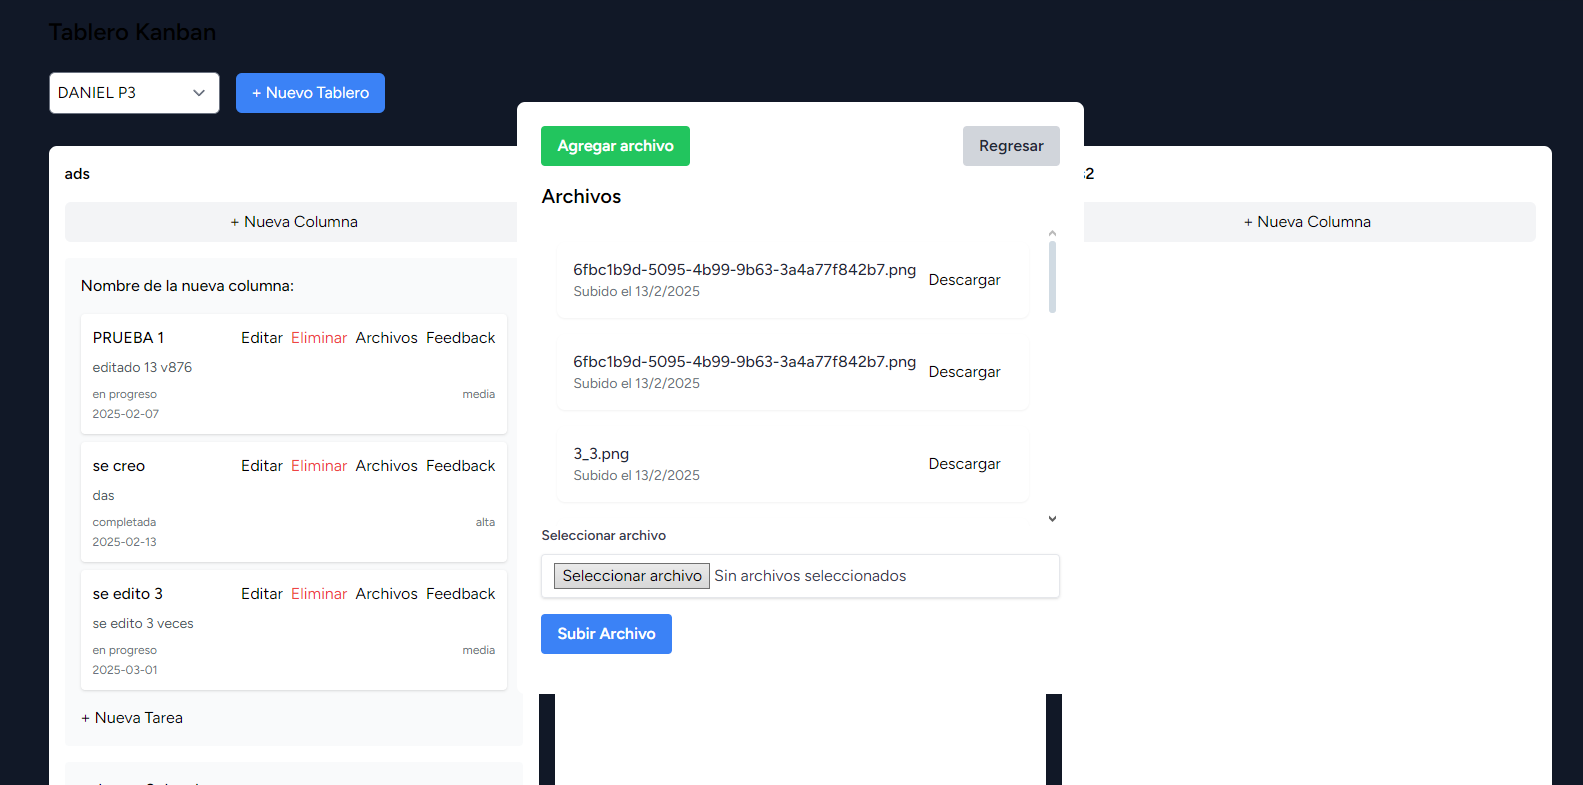 Tablero Kanban
DANIEL P3
+ Nuevo Tablero
ads
+ Nueva Columna
Nombre de la nueva columna:
PRUEBA 1
Editar Eliminar Archivos Feedback
editado 13 v876
en progreso
media
2025-02-07
se creo
Editar Eliminar Archivos Feedback
das
completada
alta
2025-02-13
se edito 3
Editar Eliminar Archivos Feedback
se edito 3 veces
en progreso
media
2025-03-01
+ Nueva Tarea
Agregar archivo
Regresar
Archivos
6fbc1b9d-5095-4b99-9b63-3a4a77f842b7.png
Subido el 13/2/2025
Descargar
6fbc1b9d-5095-4b99-9b63-3a4a77f842b7.png
Subido el 13/2/2025
Descargar
3_3.png
Subido el 13/2/2025
Descargar
Seleccionar archivo
Seleccionar archivo Sin archivos seleccionados
Subir Archivo
2
+ Nueva Columna